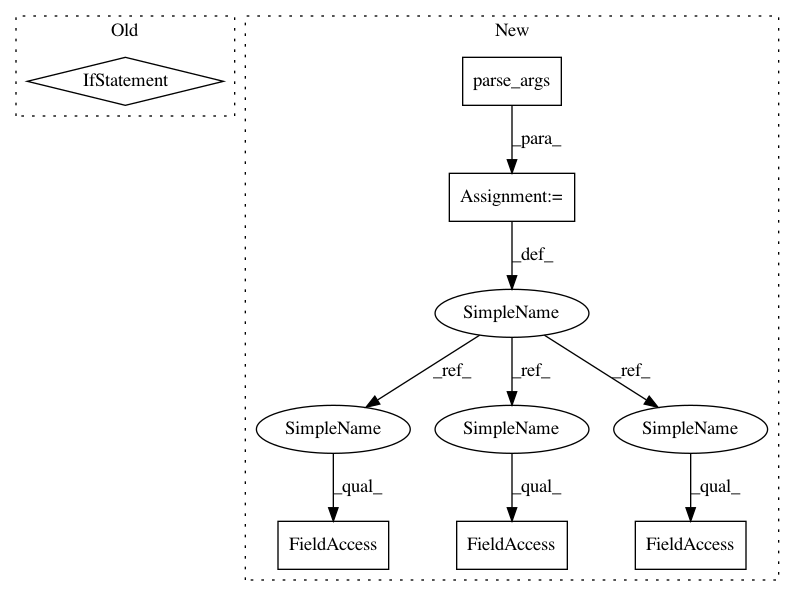 Old
New
IfStatement
parse_args
_para_
Assignment:=
_def_
SimpleName
_ref_
_ref_
_ref_
SimpleName
SimpleName
SimpleName
_qual_
_qual_
_qual_
FieldAccess
FieldAccess
FieldAccess